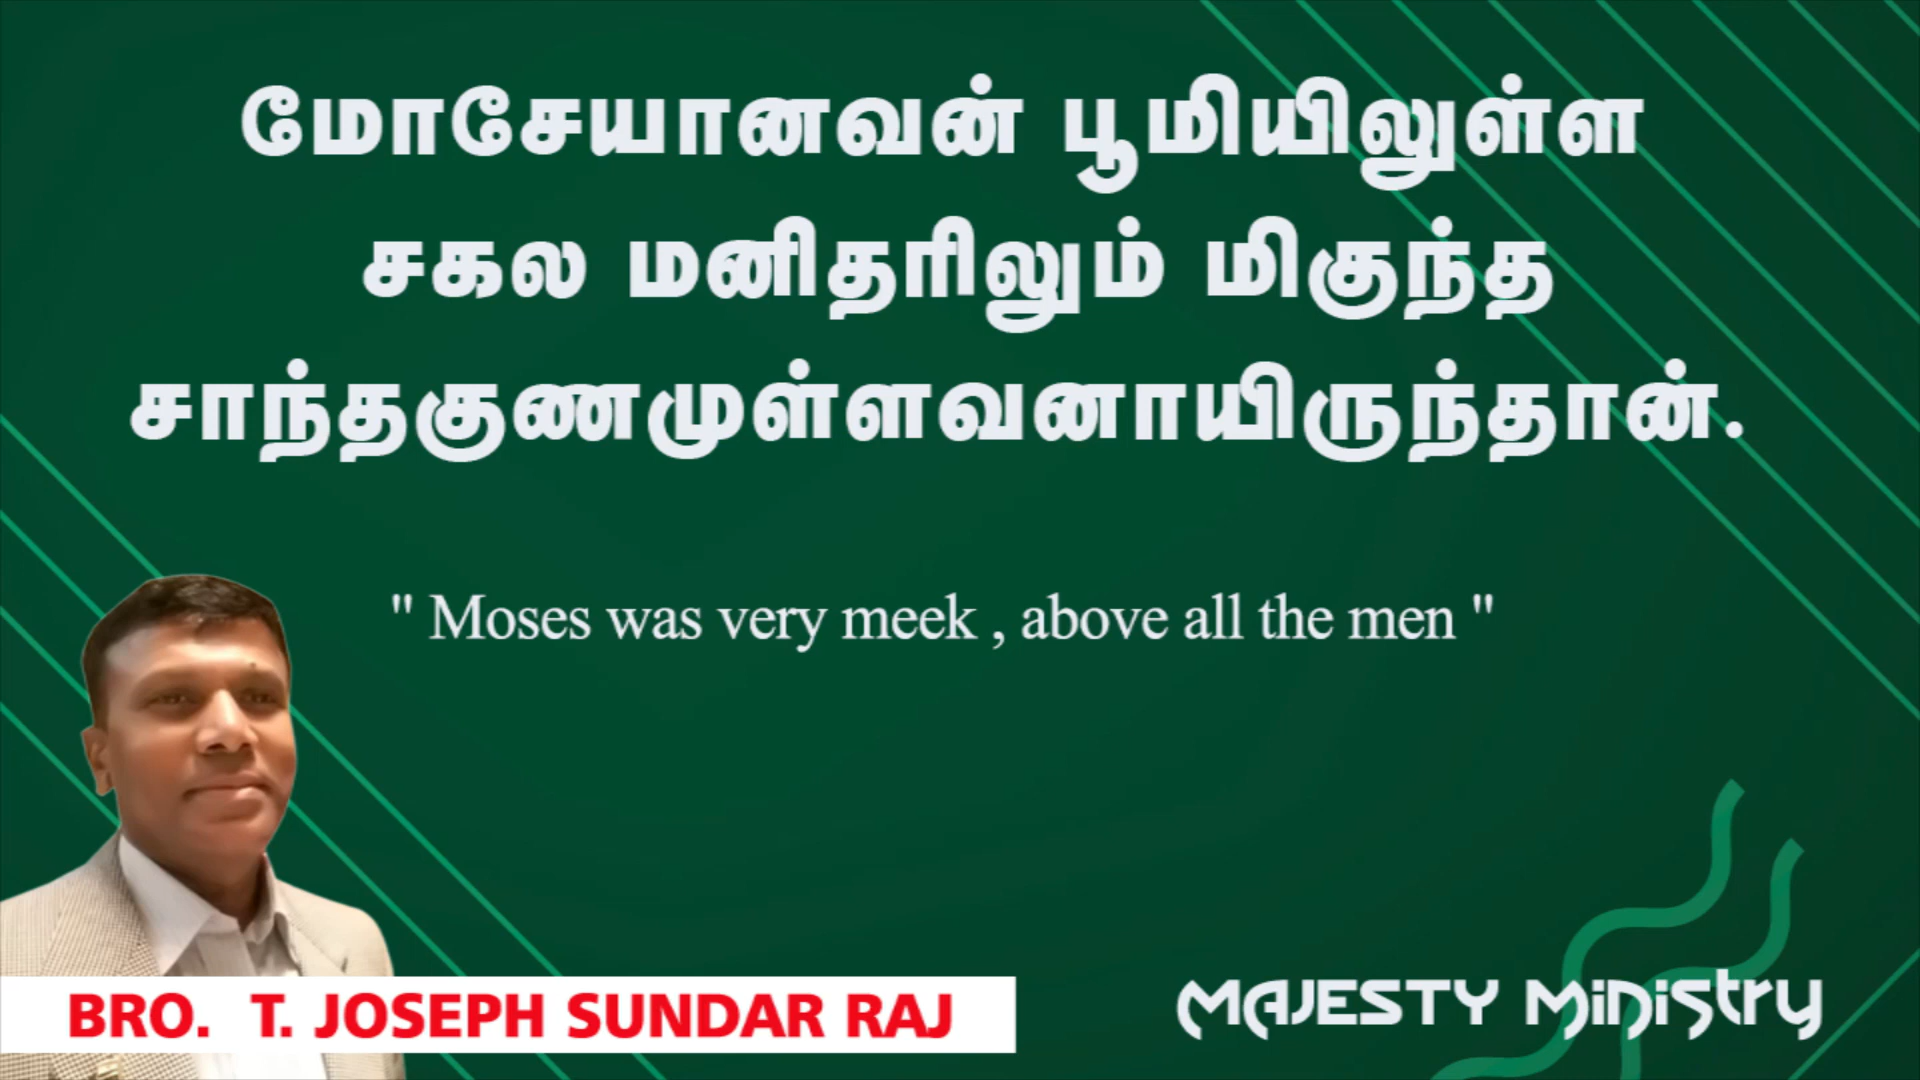 மோசேயானவன் பூமியிலுள்ள
சகல மனிதரிலும் மிகுந்த
சாந்தகுணமுள்ளவனாயிருந்தான்.
" Moses was very meek , above all the men "
BRO. T. JOSEPH SUNDAR RAJ
MAJESTY MiniStry